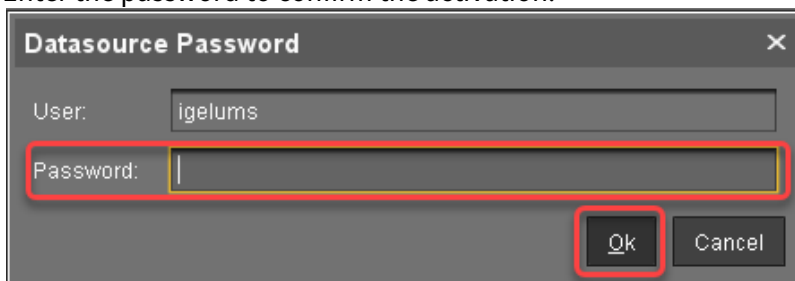 Enter the password to confirm the activation.
Datasource Password ×
User: igelums
Password:
Ok Cancel